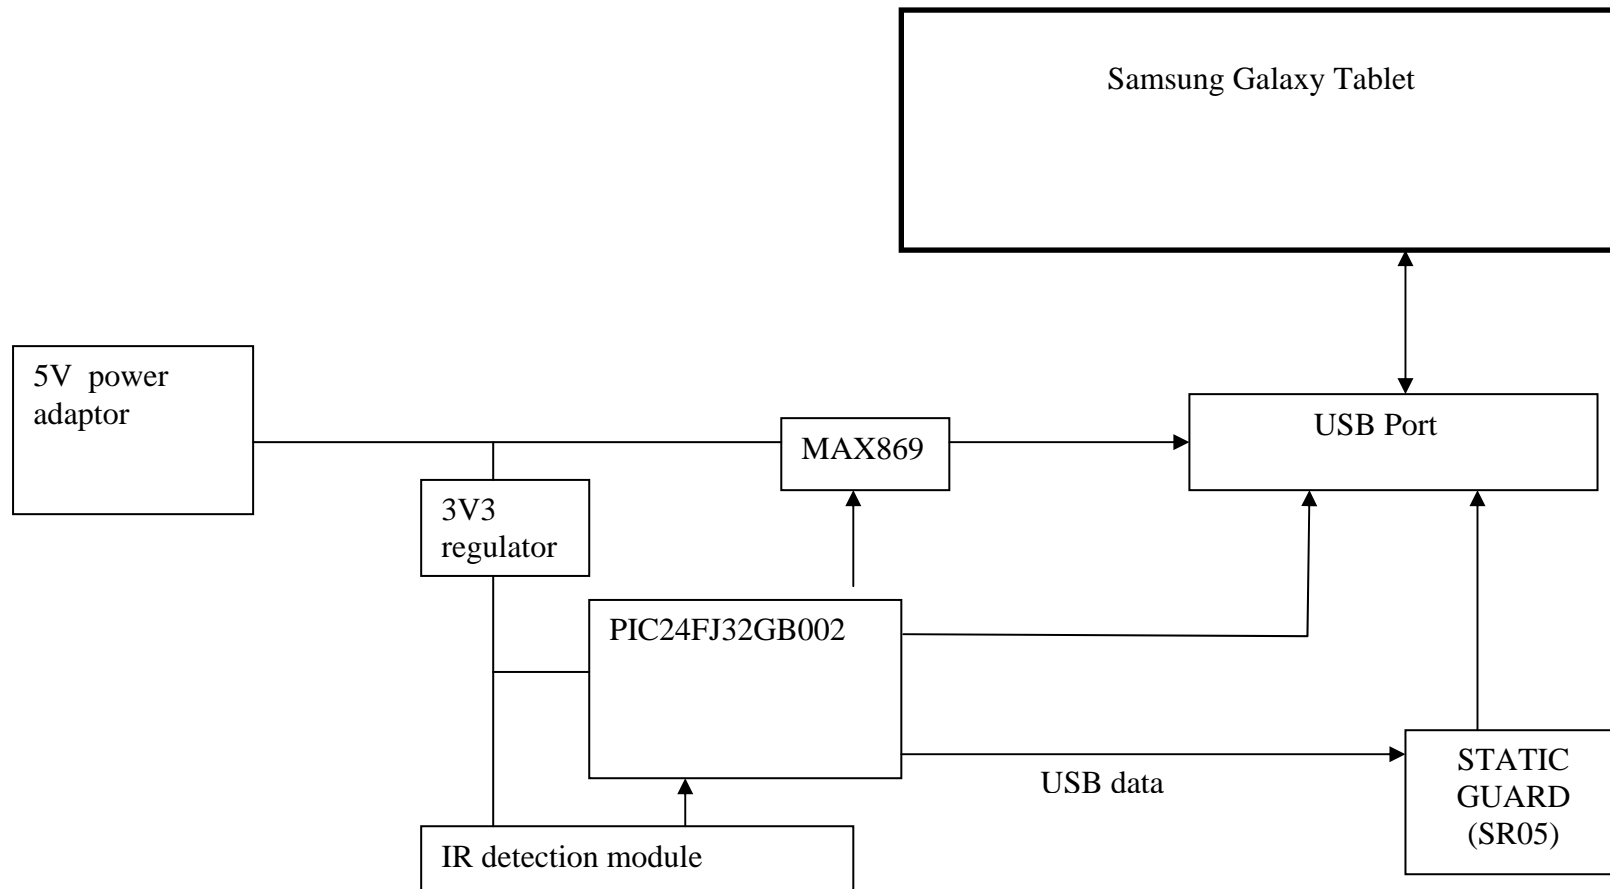 Samsung Galaxy Tablet
5V power
adaptor
MAX869
USB Port
3V3
regulator
PIC24FJ32GB002
USB data
STATIC
GUARD
(SR05)
IR detection module